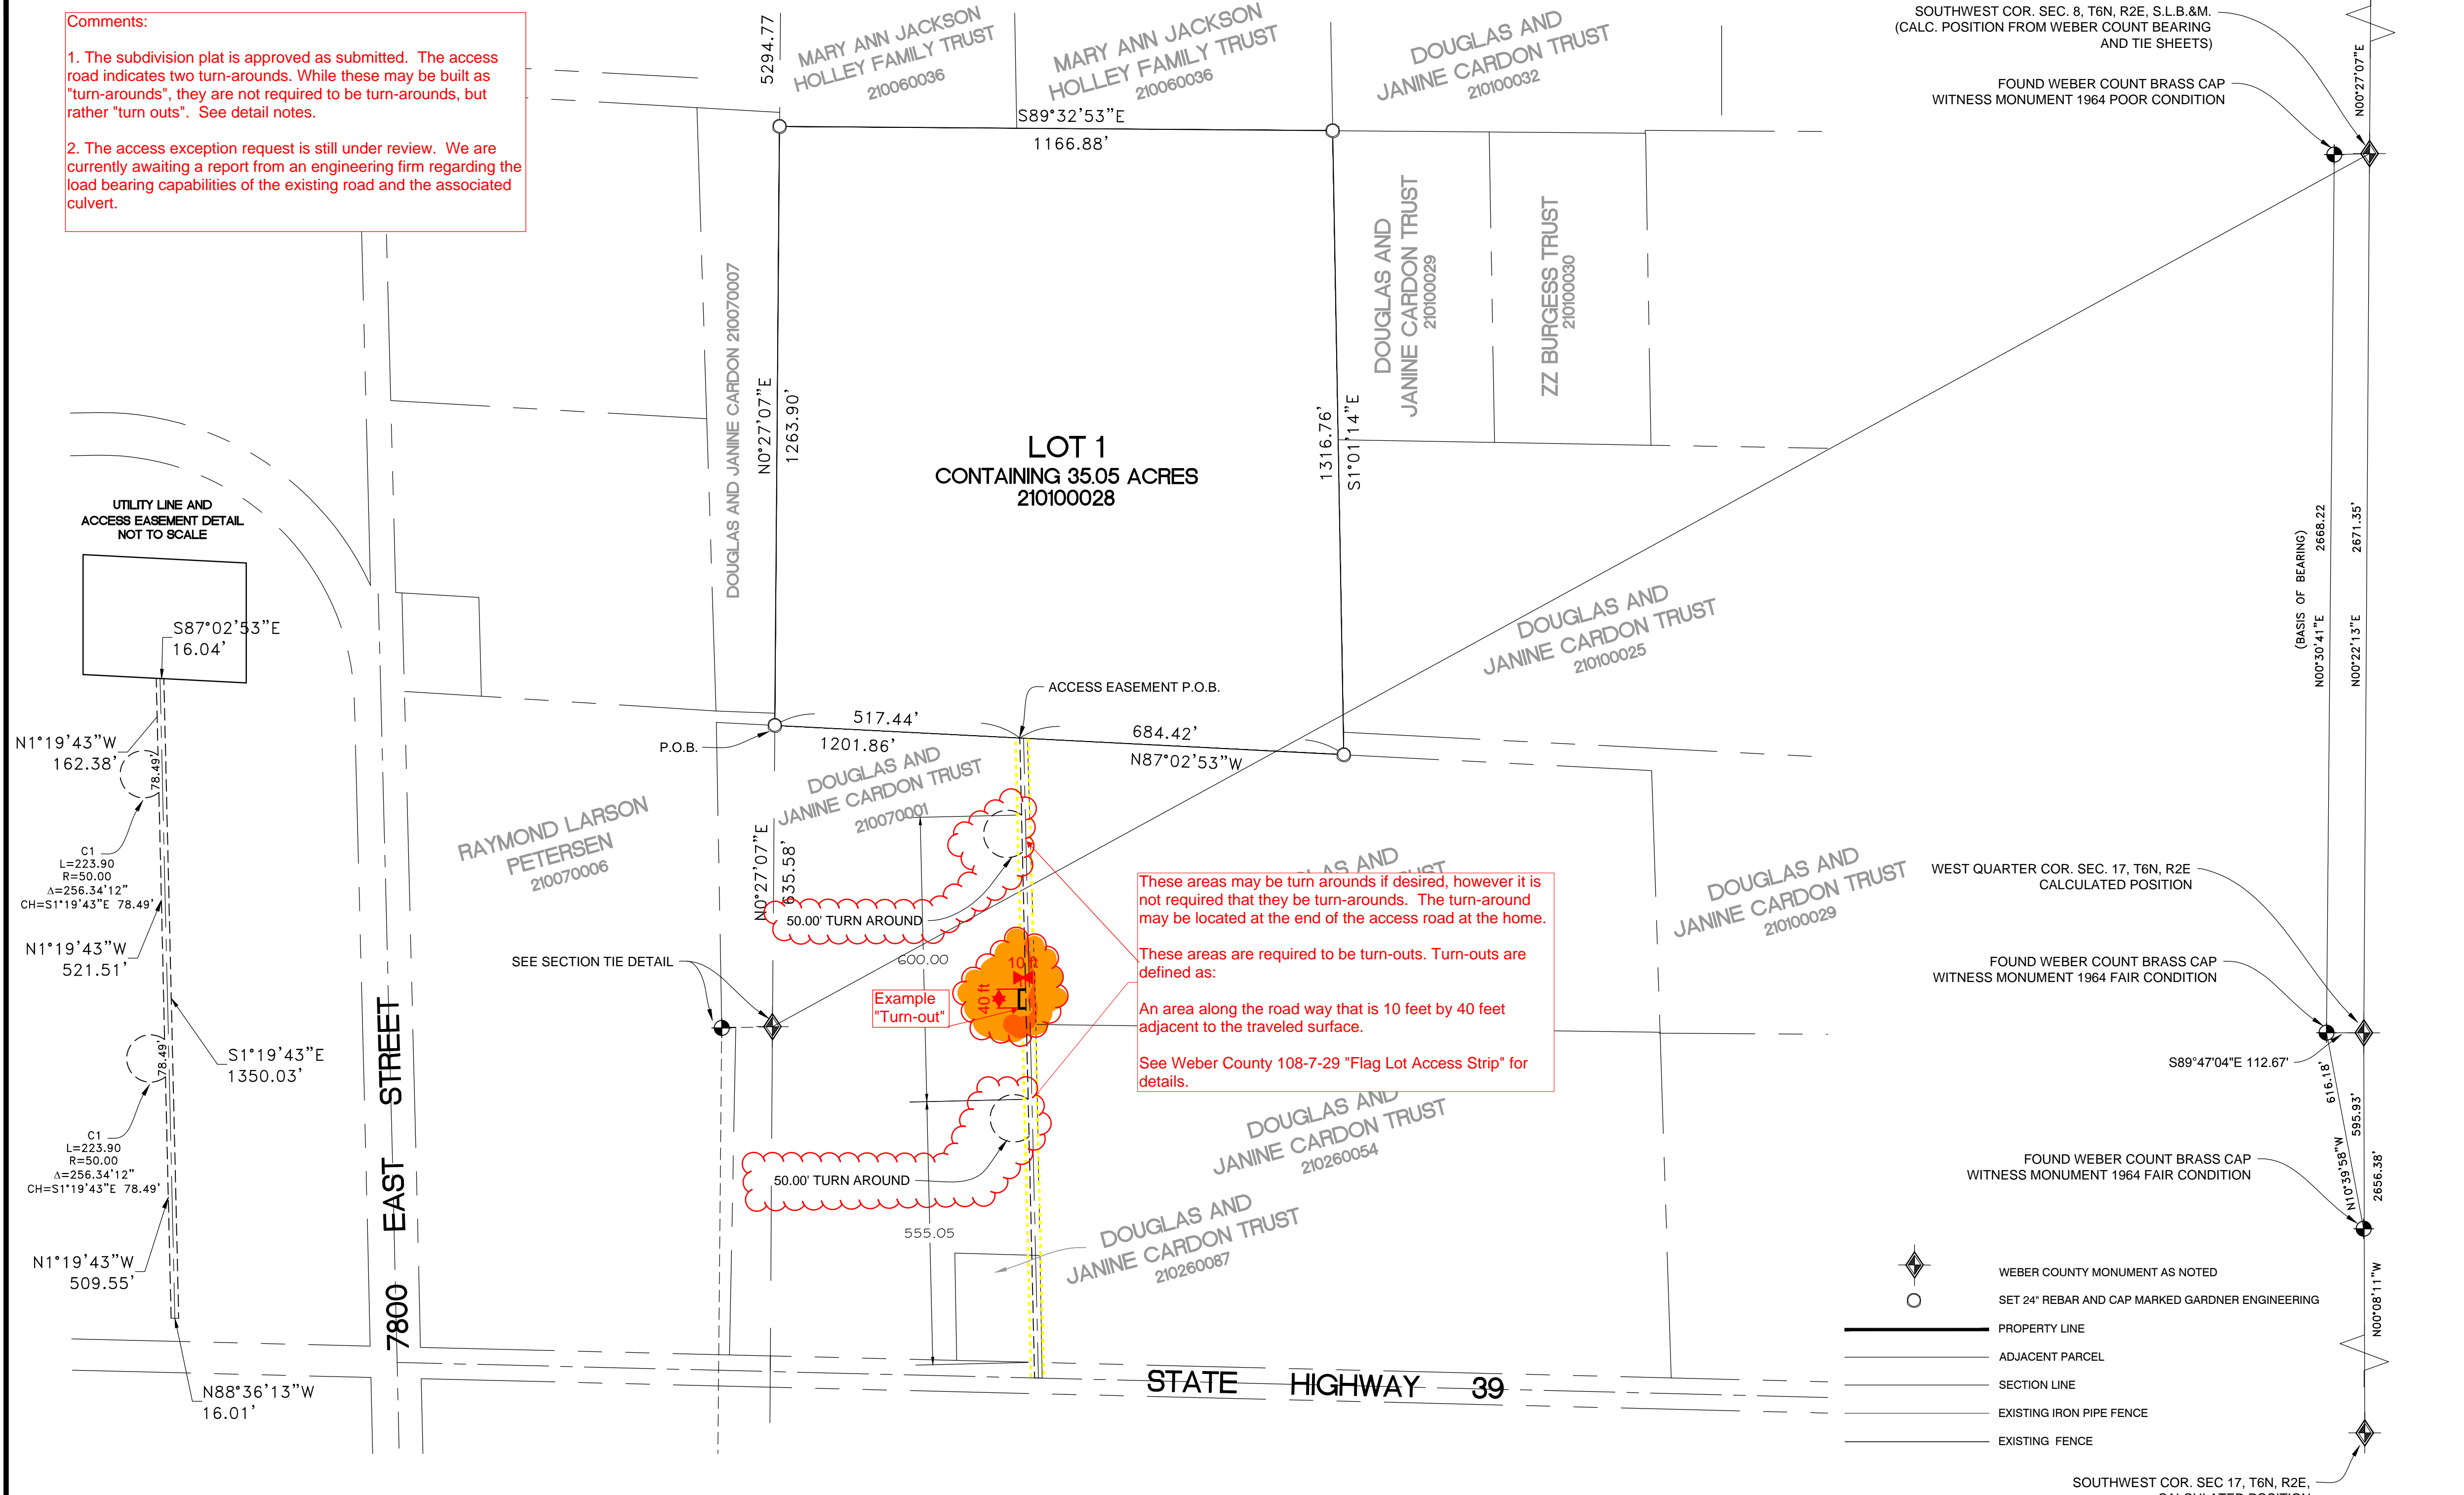 Comments:
1. The subdivision plat is approved as submitted. The access
road indicates two turn-arounds. While these may be built as
"turn-arounds", they are not required to be turn-arounds, but
rather "turn outs". See detail notes.
2. The access exception request is still under review. We are
currently awaiting a report from an engineering firm regarding the
load bearing capabilities of the existing road and the associated
culvert.
5294.77
MARY ANN JACKSON
HOLLEY FAMILY TRUST
210060036
MARY ANN JACKSON
HOLLEY FAMILY TRUST
210060036
DOUGLAS AND
JANINE CARDON TRUST
210100032
SOUTHWEST COR. SEC. 8, T6N, R2E, S.L.B.&M.
(CALC. POSITION FROM WEBER COUNT BEARING
AND TIE SHEETS)
N00°27'07"E
FOUND WEBER COUNT BRASS CAP
WITNESS MONUMENT 1964 POOR CONDITION
S89°32'53"E
1166.88'
DOUGLAS AND JANINE CARDON 210070007
N0°27'07"E
1263.90'
LOT 1
CONTAINING 35.05 ACRES
210100028
1316.76'
S1°01'14"E
DOUGLAS AND
JANINE CARDON TRUST
210100029
ZZ BURGESS TRUST
210100030
(BASIS OF BEARING)
N00°30'41"E 2668.22
N00°22'13"E 2671.35'
UTILITY LINE AND
ACCESS EASEMENT DETAIL
NOT TO SCALE
S87°02'53"E
16.04'
N1°19'43"W
162.38'
78.49'
C1
L=223.90
R=50.00
Δ=256.34'12"
CH=S1°19'43"E 78.49'
N1°19'43"W
521.51'
78.49'
S1°19'43"E
1350.03'
C1
L=223.90
R=50.00
Δ=256.34'12"
CH=S1°19'43"E 78.49'
N1°19'43"W
509.55'
N88°36'13"W
16.01'
7800 EAST STREET
DOUGLAS AND
JANINE CARDON TRUST
210100025
ACCESS EASEMENT P.O.B.
517.44'
684.42'
P.O.B.
1201.86'
N87°02'53"W
DOUGLAS AND
JANINE CARDON TRUST
210070001
RAYMOND LARSON
PETERSEN
210070006
N0°27'07"E
635.58'
50.00' TURN AROUND
600.00
SEE SECTION TIE DETAIL
Example
"Turn-out"
10 ft
40 ft
AS AND
These areas may be turn arounds if desired, however it is
not required that they be turn-arounds. The turn-around
may be located at the end of the access road at the home.
These areas are required to be turn-outs. Turn-outs are
defined as:
An area along the road way that is 10 feet by 40 feet
adjacent to the traveled surface.
See Weber County 108-7-29 "Flag Lot Access Strip" for
details.
DOUGLAS AND
JANINE CARDON TRUST
210100029
DOUGLAS AND
JANINE CARDON TRUST
210260054
50.00' TURN AROUND
555.05
DOUGLAS AND
JANINE CARDON TRUST
210260087
STATE HIGHWAY 39
WEST QUARTER COR. SEC. 17, T6N, R2E
CALCULATED POSITION
FOUND WEBER COUNT BRASS CAP
WITNESS MONUMENT 1964 FAIR CONDITION
S89°47'04"E 112.67'
616.18'
N10°39'58"W
595.93'
2656.38'
FOUND WEBER COUNT BRASS CAP
WITNESS MONUMENT 1964 FAIR CONDITION
N00°08'11"W
WEBER COUNTY MONUMENT AS NOTED
SET 24" REBAR AND CAP MARKED GARDNER ENGINEERING
PROPERTY LINE
ADJACENT PARCEL
SECTION LINE
EXISTING IRON PIPE FENCE
EXISTING FENCE
SOUTHWEST COR. SEC 17, T6N, R2E,
CALCULATED POSITION